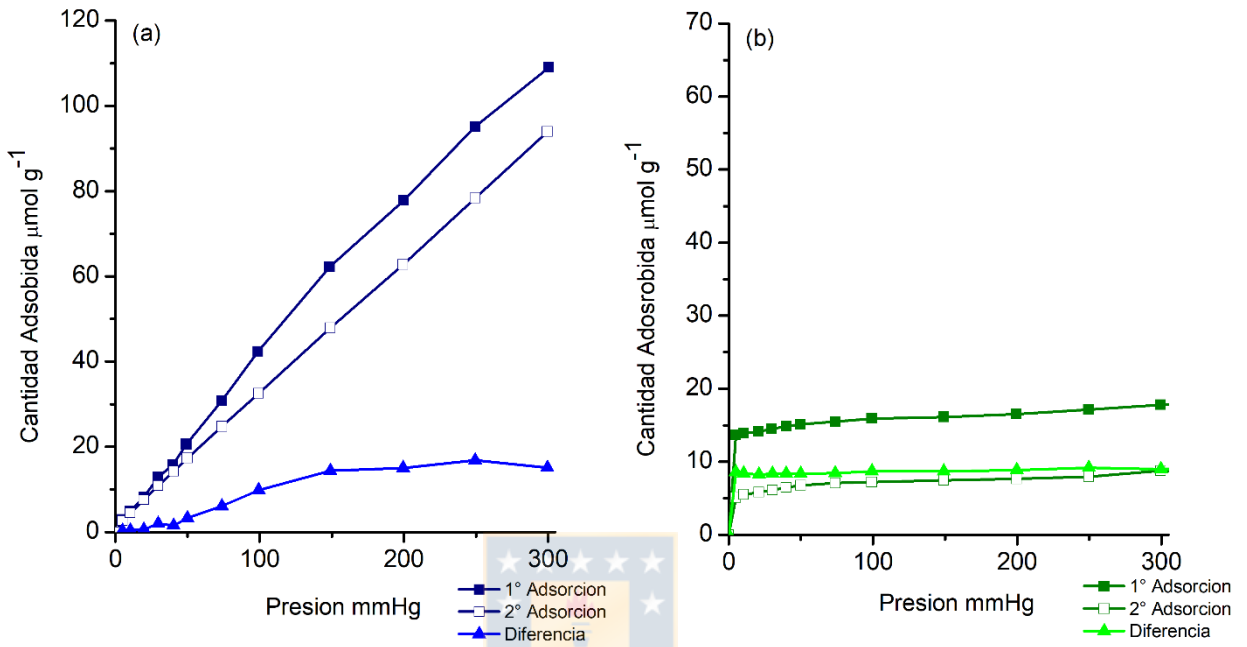 (a)
120
100
80
60
40
20
0
Cantidad Adsobida μmol g-1
0 100 200 300
Presion mmHg
1° Adsorcion
2° Adsorcion
Diferencia
(b)
70
60
50
40
30
20
10
0
Cantidad Adosrobida μmol g-1
0 100 200 300
Presion mmHg
1° Adsorcion
2° Adsorcion
Diferencia